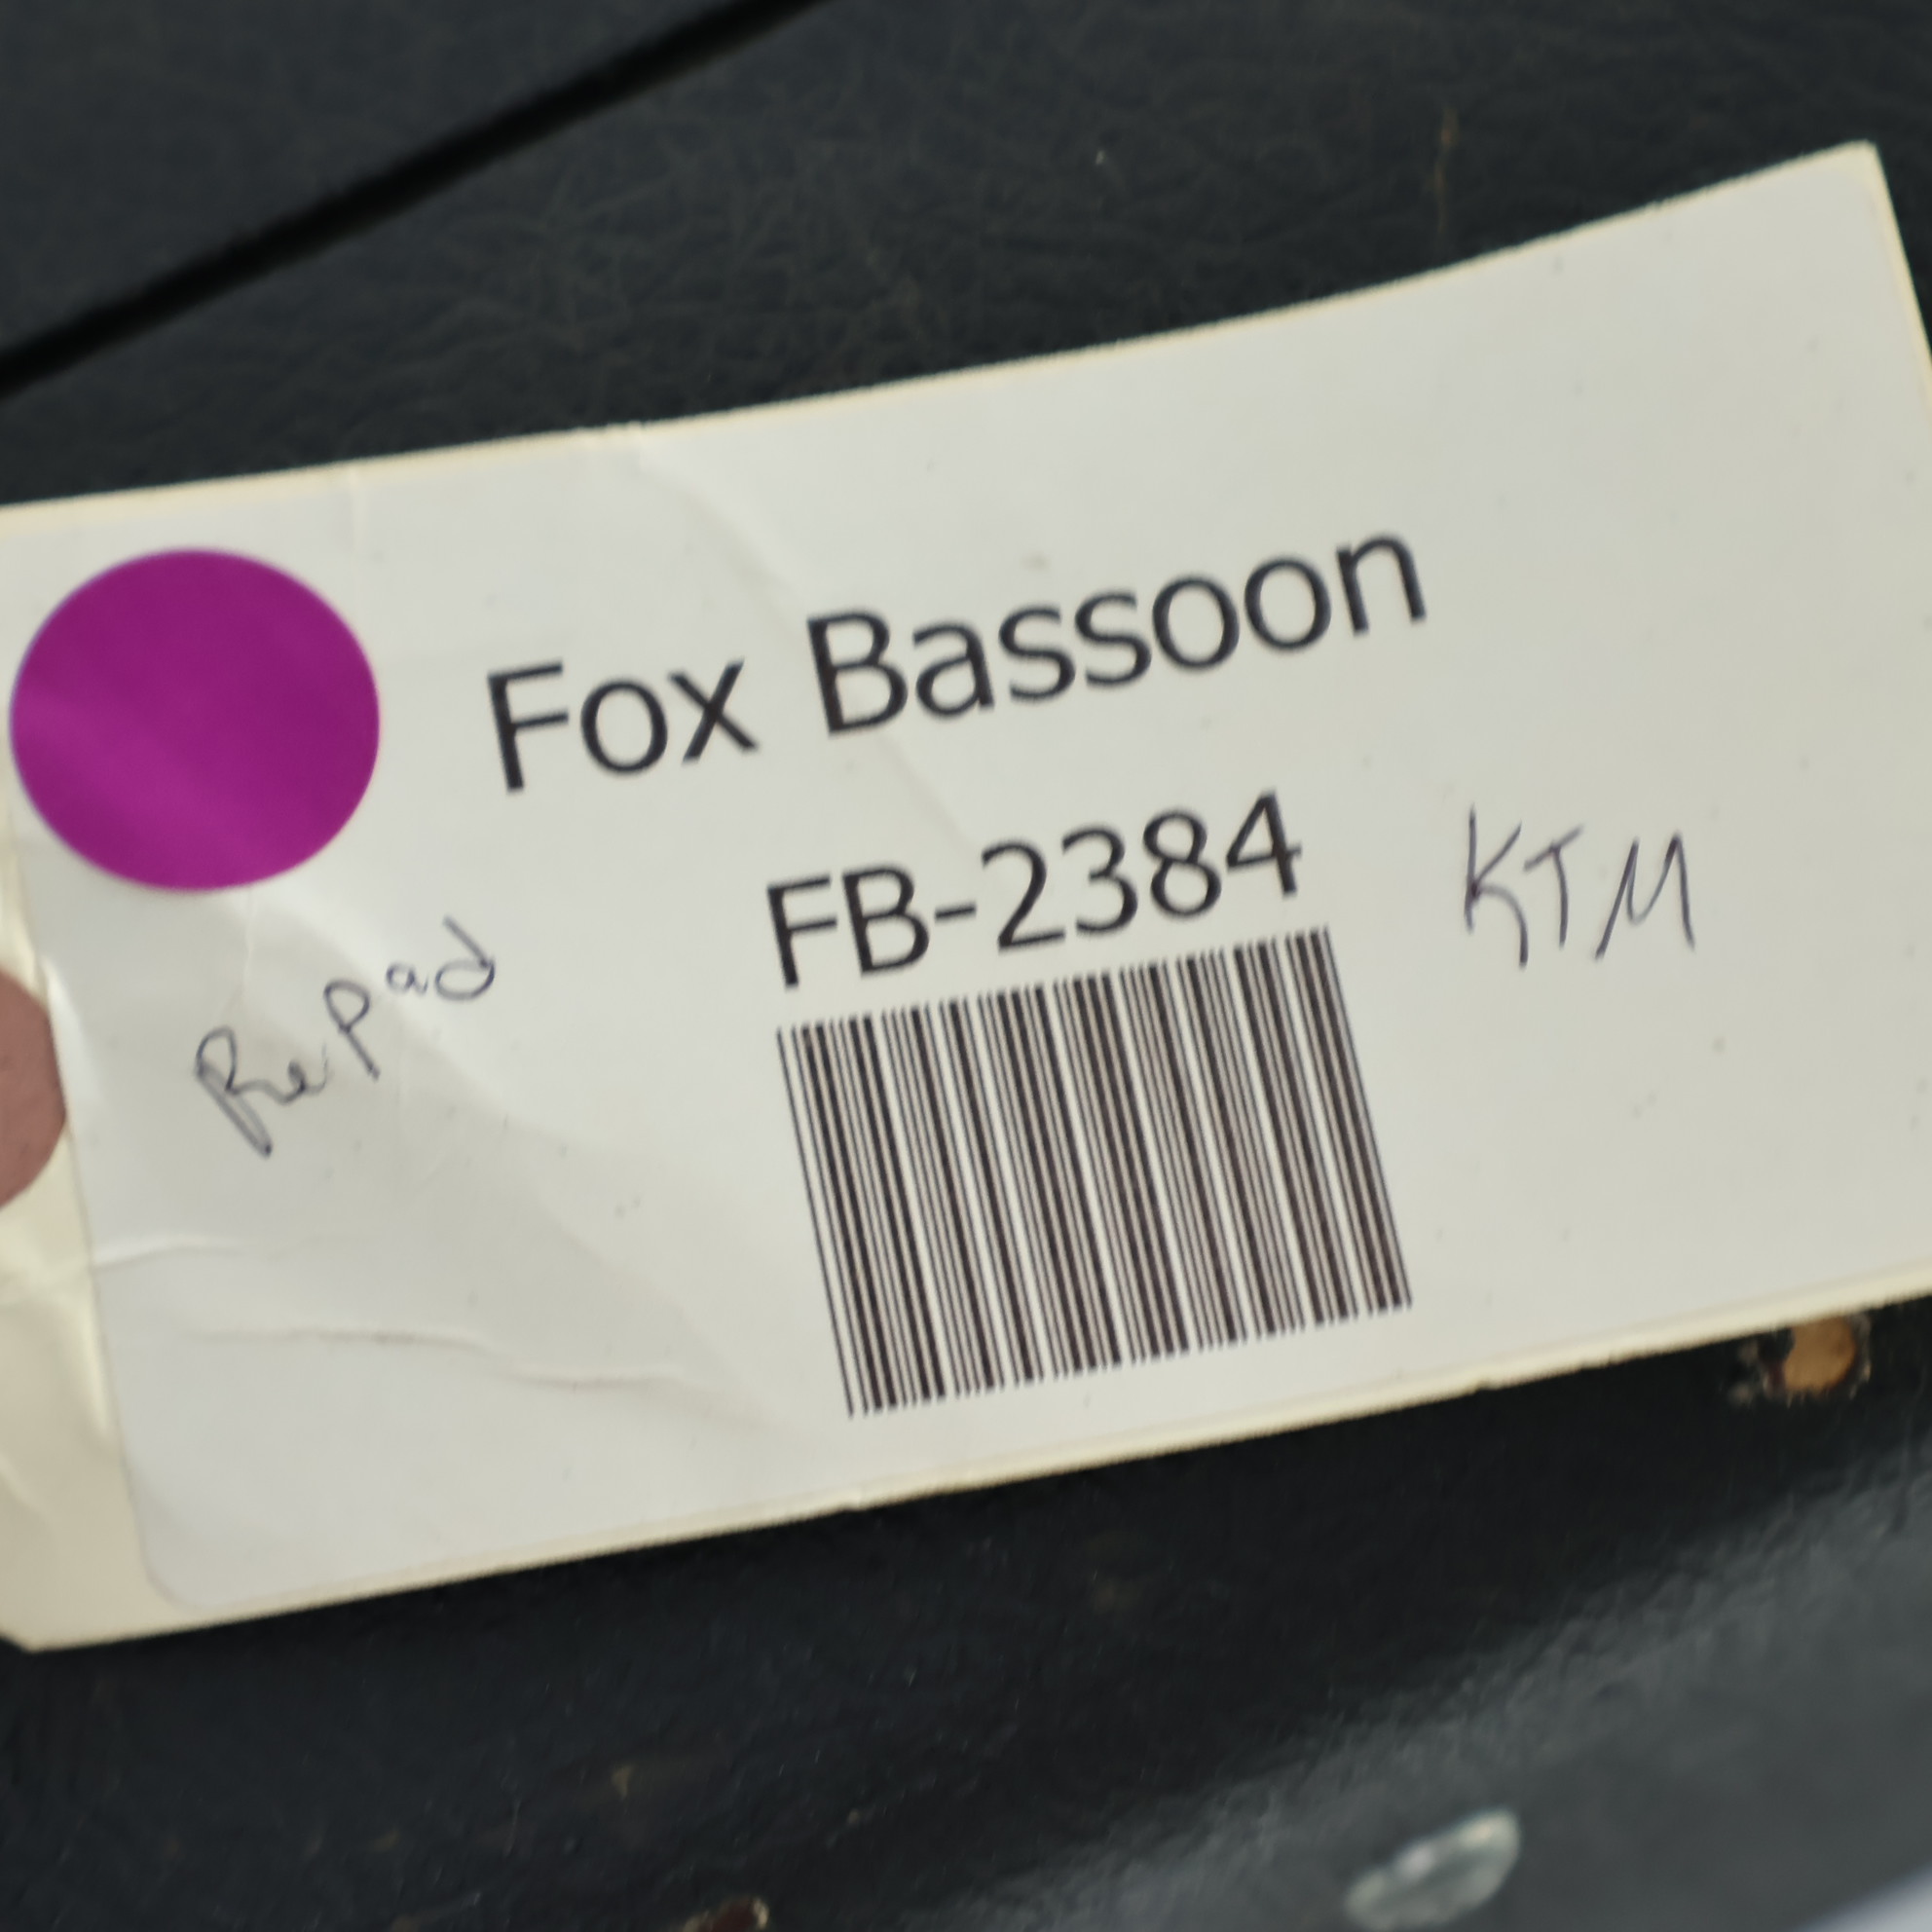 Fox Bassoon
FB-2384
KTM
RePad